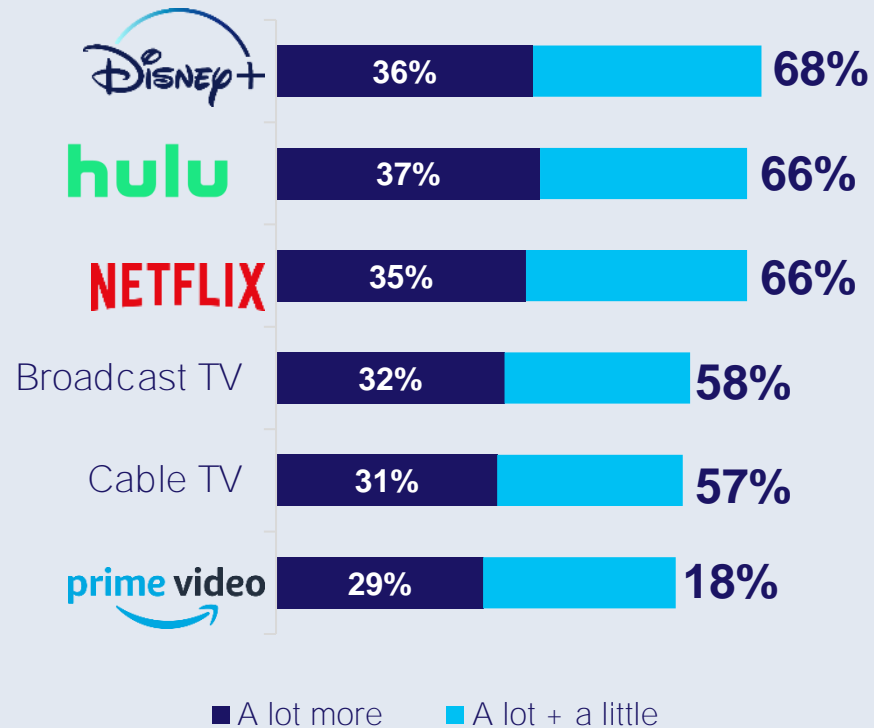 Disney+
36%
68%
hulu
37%
66%
NETFLIX
35%
66%
Broadcast TV
32%
58%
Cable TV
31%
57%
prime video
29%
18%
A lot more
A lot + a little